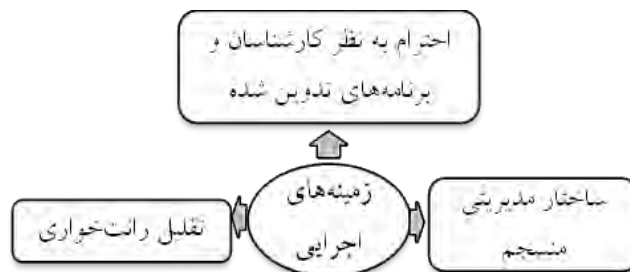 احترام به نظر کارشناسان و
برنامه‌های تدوین شده
زمینه‌های
اجرایی
ساختار مدیریتی
منسجم
تقلیل رانت‌خواری